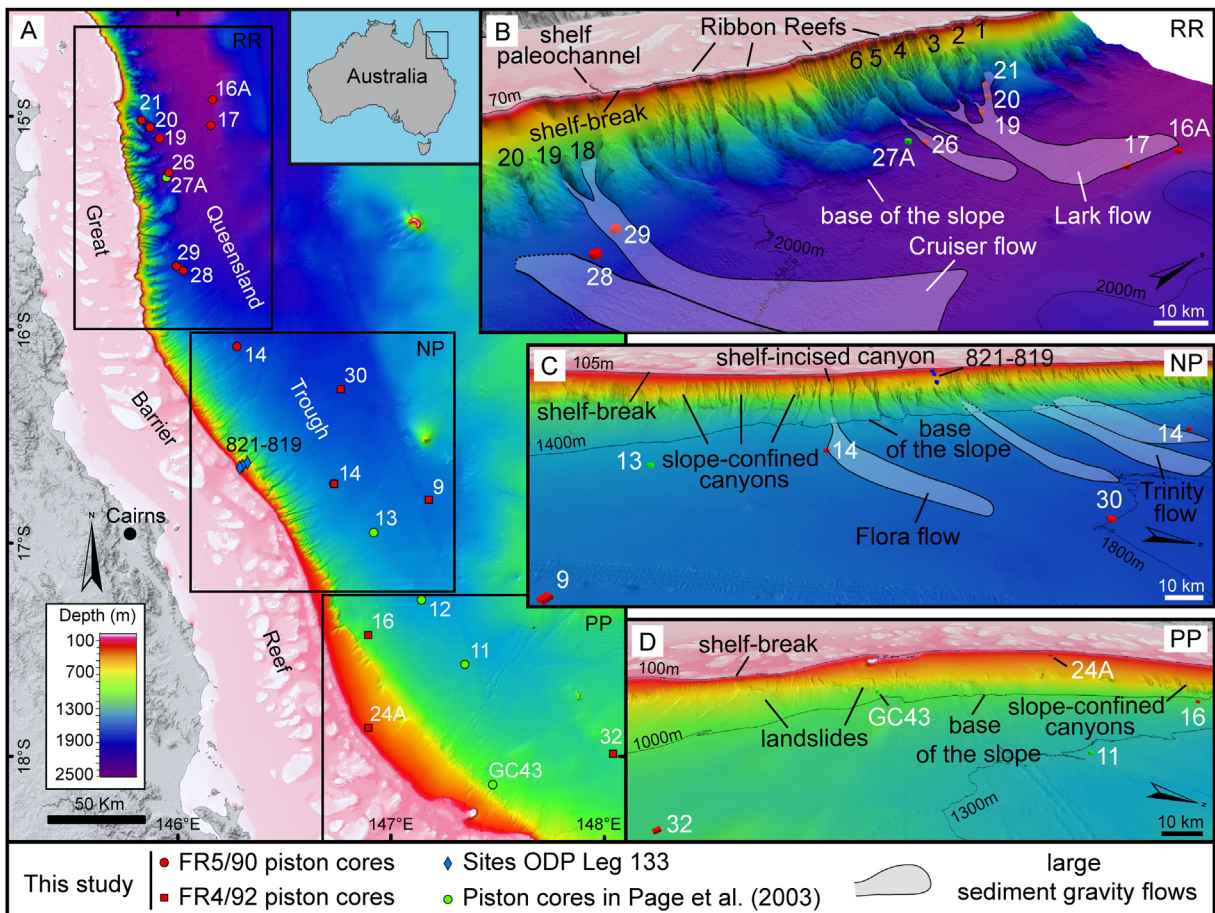 A
RR
Australia
15°S
16°S
17°S
18°S
146°E
147°E
148°E
16A
17
21
20
19
26
27A
29
28
Great
Barrier
Reef
Queensland
Trough
NP
14
30
821-819
14
9
13
Cairns
N
12
PP
16
11
24A
32
GC43
Depth (m)
100
700
1300
1900
2500
50 Km
B
RR
shelf
paleochannel
Ribbon Reefs
70m
shelf-break
6 5 4 3 2 1
20 19 18
21
20
19
26
27A
17
16A
29
28
base of the slope
Lark flow
Cruiser flow
2000m
2000m
10 km
C
NP
105m
shelf-incised canyon
821-819
shelf-break
1400m
13
slope-confined
canyons
14
base
of the slope
14
Flora flow
30
Trinity
flow
1800m
9
10 km
D
PP
shelf-break
100m
24A
GC43
slope-confined
canyons
landslides
base
of the slope
16
1000m
11
1300m
32
10 km
This study
FR5/90 piston cores
FR4/92 piston cores
Sites ODP Leg 133
Piston cores in Page et al. (2003)
large
sediment gravity flows